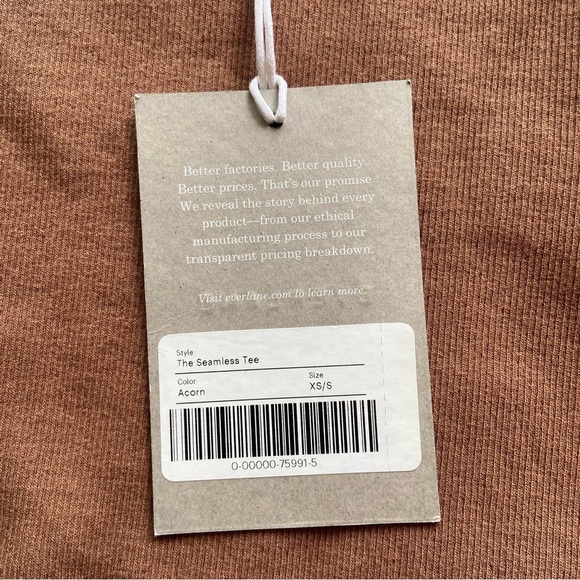 Better factories. Better quality.
Better prices. That's our promise.
We reveal the story behind every
product—from our ethical
manufacturing process to our
transparent pricing breakdown.
Visit everlane.com to learn more.
Style
The Seamless Tee
Color Size
Acorn XS/S
0-00000-75991-5